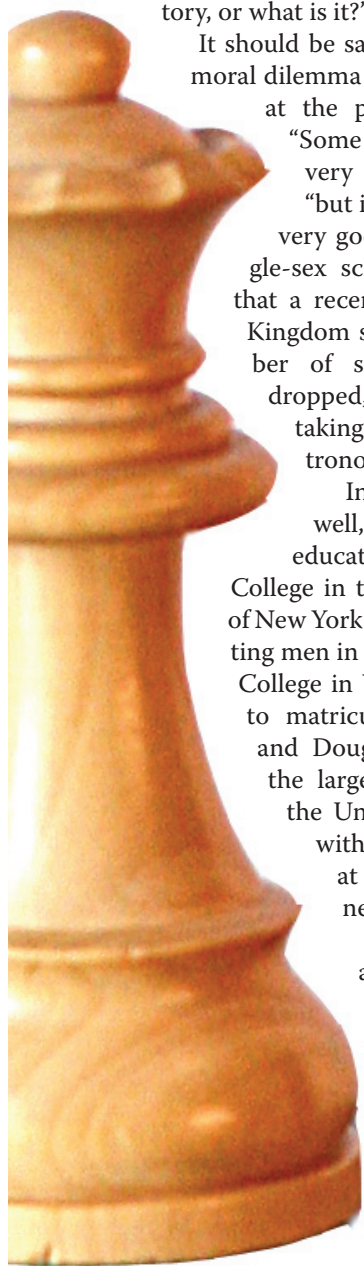 tory, or what is it?”
It should be sa
moral dilemma
at the p
“Some
very
“but i
very go
gle-sex sc
that a recer
Kingdom s
ber of s
dropped,
taking
trono
In
well,
educat
College in t
of New York
ting men in
College in
to matricu
and Doug
the large
the Un
with
at
ne
a